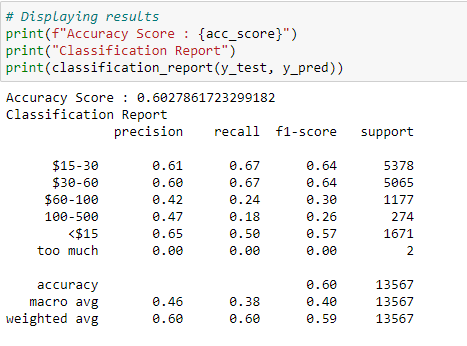 # Displaying results
print(f"Accuracy Score : {acc_score}")
print("Classification Report")
print(classification_report(y_test, y_pred))
Accuracy Score : 0.6027861723299182
Classification Report
precision recall f1-score support
$15-30 0.61 0.67 0.64 5378
$30-60 0.60 0.67 0.64 5065
$60-100 0.42 0.24 0.30 1177
100-500 0.47 0.18 0.26 274
<$15 0.65 0.50 0.57 1671
too much 0.00 0.00 0.00 2
accuracy 0.60 13567
macro avg 0.46 0.38 0.40 13567
weighted avg 0.60 0.60 0.59 13567